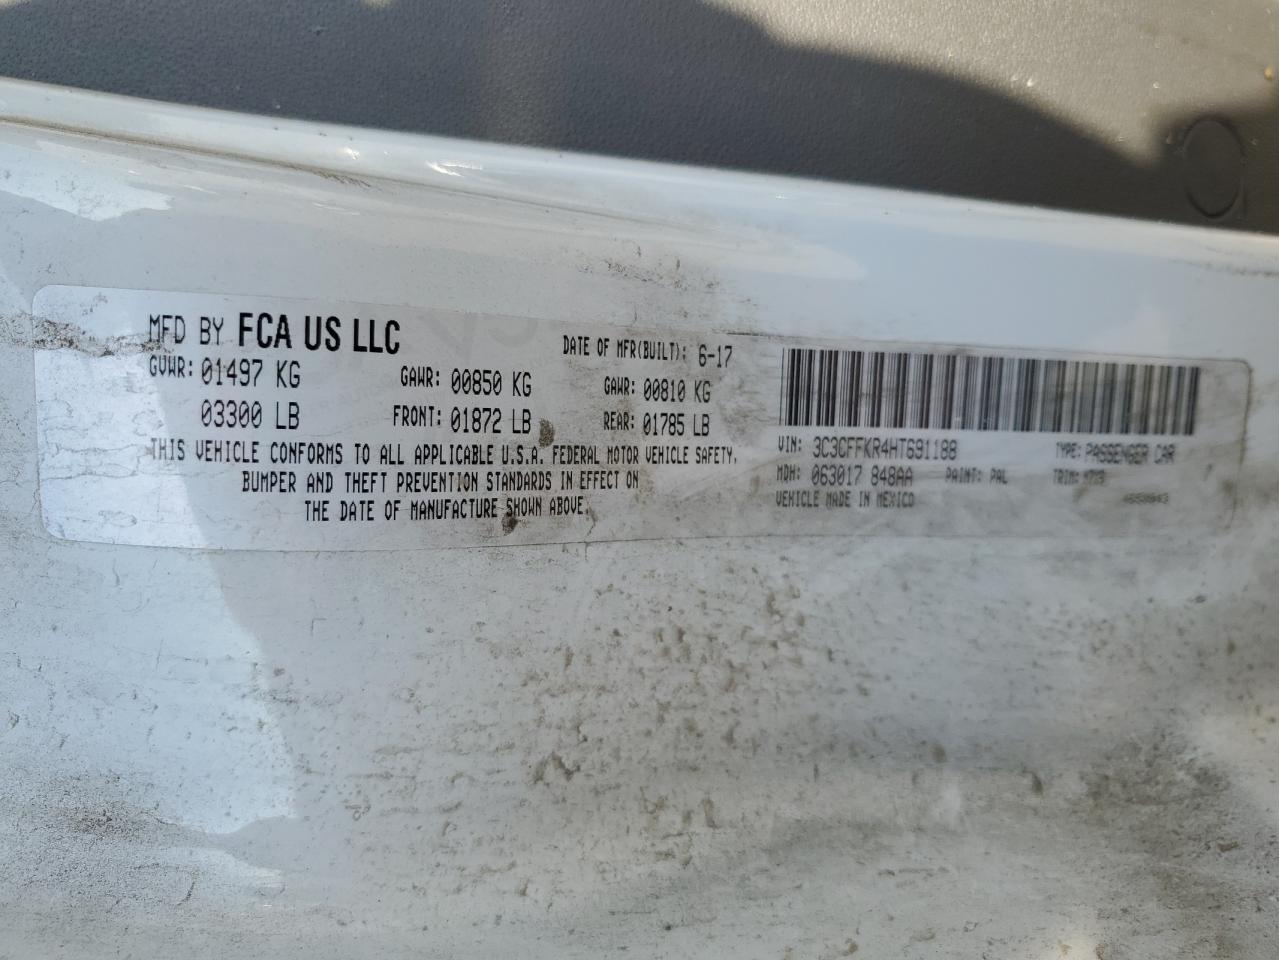 MFD BY FCA US LLC
DATE OF MFR(BUILT): 6-17
GVWR: 01497 KG
GAWR: 00850 KG
GAWR: 00810 KG
03300 LB
FRONT: 01872 LB
REAR: 01785 LB
THIS VEHICLE CONFORMS TO ALL APPLICABLE U.S.A. FEDERAL MOTOR VEHICLE SAFETY,
BUMPER AND THEFT PREVENTION STANDARDS IN EFFECT ON
THE DATE OF MANUFACTURE SHOWN ABOVE.
VIN: 3C3CFFKR4HT691188
TYPE: PASSENGER CAR
MDH: 063017 848AA
PAINT: PAL
TRIM:
VEHICLE MADE IN MEXICO